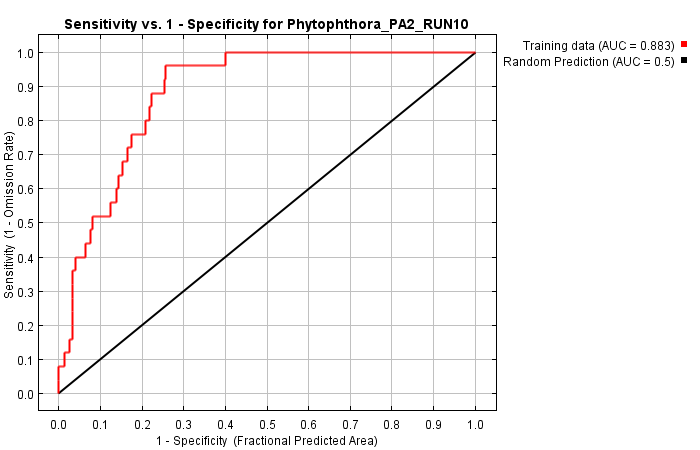 Sensitivity vs. 1 - Specificity for Phytophthora_PA2_RUN10
Training data (AUC = 0.883)
Random Prediction (AUC = 0.5)
Sensitivity (1 - Omission Rate)
1.0
0.9
0.8
0.7
0.6
0.5
0.4
0.3
0.2
0.1
0.0
0.0 0.1 0.2 0.3 0.4 0.5 0.6 0.7 0.8 0.9 1.0
1 - Specificity (Fractional Predicted Area)